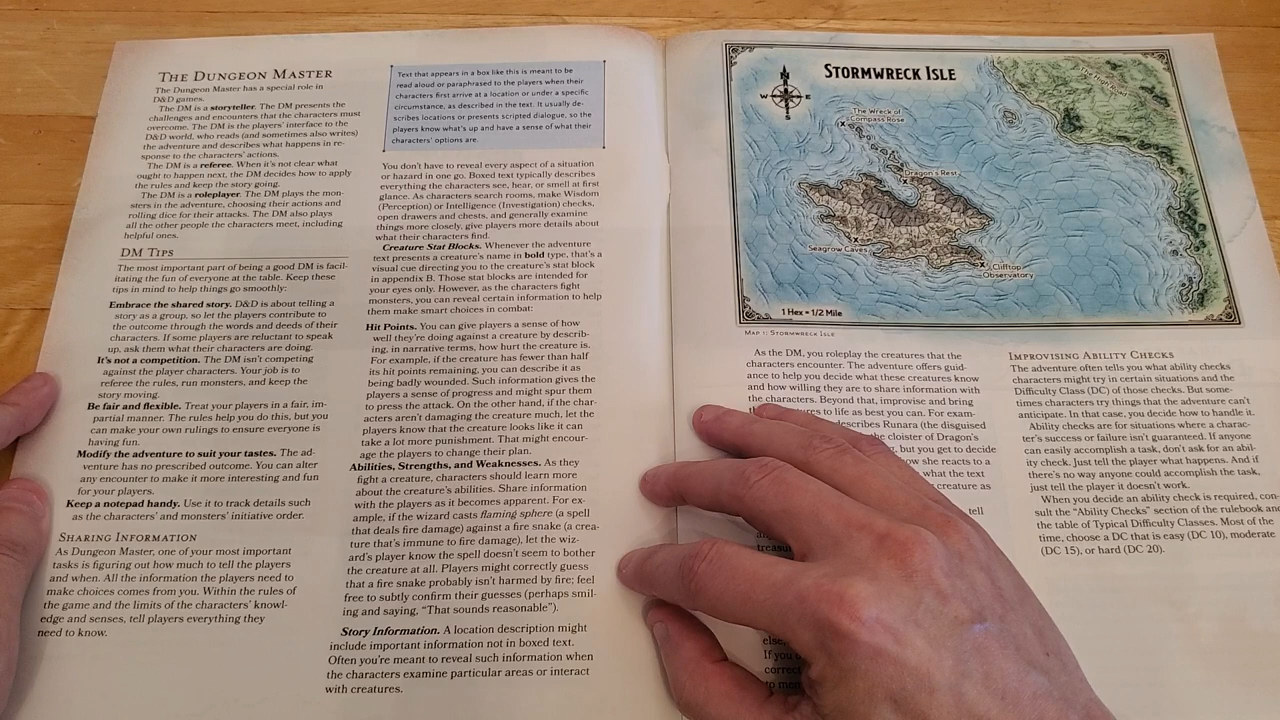 THE DUNGEON MASTER
The Dungeon Master has a special role in
D&D games.
The DM is a storyteller. The DM presents the
challenges and encounters that the characters must
overcome. The DM is the players' interface to the
D&D world, who reads (and sometimes also writes)
the adventure and describes what happens in re-
sponse to the characters' actions.
The DM is a referee. When it's not clear what
ought to happen next, the DM decides how to apply
the rules and keep the story going.
The DM is a roleplayer. The DM plays the mon-
sters in the adventure, choosing their actions and
rolling dice for their attacks. The DM also plays
all the other people the characters meet, including
helpful ones.
DM TIPS
The most important part of being a good DM is facil-
itating the fun of everyone at the table. Keep these
tips in mind to help things go smoothly:
Embrace the shared story. D&D is about telling a
story as a group, so let the players contribute to
the outcome through the words and deeds of their
characters. If some players are reluctant to speak
up, ask them what their characters are doing.
It's not a competition. The DM isn't competing
against the player characters. Your job is to
referee the rules, run monsters, and keep the
story moving.
Be fair and flexible. Treat your players in a fair, im-
partial manner. The rules help you do this, but you
can make your own rulings to ensure everyone is
having fun.
Modify the adventure to suit your tastes. The ad-
venture has no prescribed outcome. You can alter
any encounter to make it more interesting and fun
for your players.
Keep a notepad handy. Use it to track details such
as the characters' and monsters' initiative order.
SHARING INFORMATION
As Dungeon Master, one of your most important
tasks is figuring out how much to tell the players
and when. All the information the players need to
make choices comes from you. Within the rules of
the game and the limits of the characters' knowl-
edge and senses, tell players everything they
need to know.
Text that appears in a box like this is meant to be
read aloud or paraphrased to the players when their
characters first arrive at a location or under a specific
circumstance, as described in the text. It usually de-
scribes locations or presents scripted dialogue, so the
players know what's up and have a sense of what their
characters' options are.
You don't have to reveal every aspect of a situation
or hazard in one go. Boxed text typically describes
everything the characters see, hear, or smell at first
glance. As characters search rooms, make Wisdom
(Perception) or Intelligence (Investigation) checks,
open drawers and chests, and generally examine
things more closely, give players more details about
what their characters find.
Creature Stat Blocks. Whenever the adventure
text presents a creature's name in bold type, that's a
visual cue directing you to the creature's stat block
in appendix B. Those stat blocks are intended for
your eyes only. However, as the characters fight
monsters, you can reveal certain information to help
them make smart choices in combat:
Hit Points. You can give players a sense of how
well they're doing against a creature by describ-
ing, in narrative terms, how hurt the creature is.
For example, if the creature has fewer than half
its hit points remaining, you can describe it as
being badly wounded. Such information gives the
players a sense of progress and might spur them
to press the attack. On the other hand, if the char-
acters aren't damaging the creature much, let the
players know that the creature looks like it can
take a lot more punishment. That might encour-
age the players to change their plan.
Abilities, Strengths, and Weaknesses. As they
fight a creature, characters should learn more
about the creature's abilities. Share information
with the players as it becomes apparent. For ex-
ample, if the wizard casts flaming sphere (a spell
that deals fire damage) against a fire snake (a crea-
ture that's immune to fire damage), let the wiz-
ard's player know the spell doesn't seem to bother
the creature at all. Players might correctly guess
that a fire snake probably isn't harmed by fire; feel
free to subtly confirm their guesses (perhaps smil-
ing and saying, "That sounds reasonable").
Story Information. A location description might
include important information not in boxed text.
Often you're meant to reveal such information when
the characters examine particular areas or interact
with creatures.
STORMWRECK ISLE
N
W
E
S
The High Road
The Wreck of
Compass Rose
Dragon's Rest
Seagrow Caves
Clifftop
Observatory
1 Hex = 1/2 Mile
MAP 1: STORMWRECK ISLE
As the DM, you roleplay the creatures that the
characters encounter. The adventure offers guid-
ance to help you decide what these creatures know
and how willing they are to share information with
the characters. Beyond that, improvise and bring
to life as best you can. For exam-
describes Runara (the disguised
the cloister of Dragon's
but you get to decide
how she reacts to a
what the text
creature as
tell
else,
If you
correct
IMPROVISING ABILITY CHECKS
The adventure often tells you what ability checks
characters might try in certain situations and the
Difficulty Class (DC) of those checks. But some-
times characters try things that the adventure can't
anticipate. In that case, you decide how to handle it.
Ability checks are for situations where a charac-
ter's success or failure isn't guaranteed. If anyone
can easily accomplish a task, don't ask for an abil-
ity check. Just tell the player what happens. And if
there's no way anyone could accomplish the task,
just tell the player it doesn't work.
When you decide an ability check is required, con-
sult the "Ability Checks" section of the rulebook and
the table of Typical Difficulty Classes. Most of the
time, choose a DC that is easy (DC 10), moderate
(DC 15), or hard (DC 20).